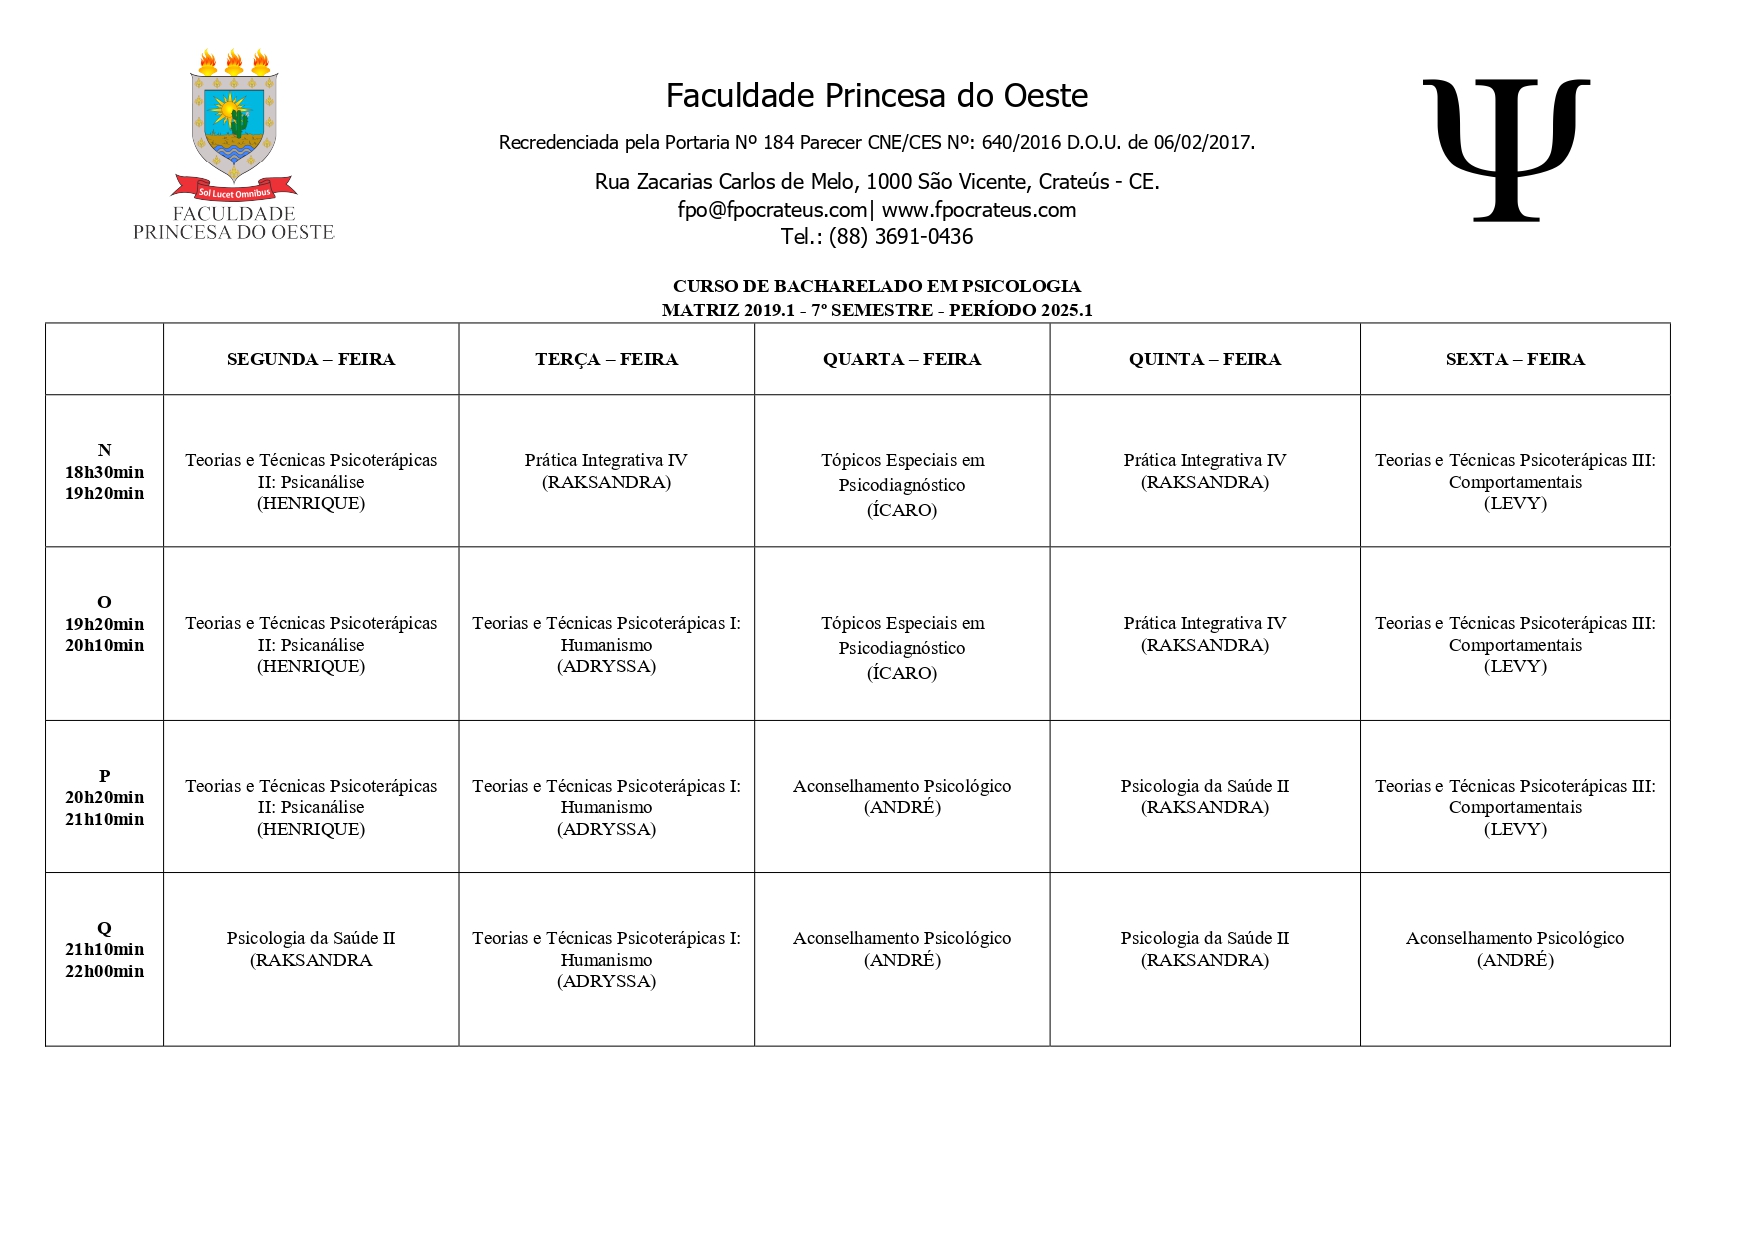 Sol Lucet Omnibus
FACULDADE
PRINCESA DO OESTE
Faculdade Princesa do Oeste
Recredenciada pela Portaria Nº 184 Parecer CNE/CES Nº: 640/2016 D.O.U. de 06/02/2017.
Rua Zacarias Carlos de Melo, 1000 São Vicente, Crateús - CE.
fpo@fpocrateus.com| www.fpocrateus.com
Tel.: (88) 3691-0436
Ψ
CURSO DE BACHARELADO EM PSICOLOGIA
MATRIZ 2019.1 - 7º SEMESTRE - PERÍODO 2025.1
SEGUNDA – FEIRA
TERÇA – FEIRA
QUARTA – FEIRA
QUINTA – FEIRA
SEXTA – FEIRA
N
18h30min
19h20min
Teorias e Técnicas Psicoterápicas
II: Psicanálise
(HENRIQUE)
Prática Integrativa IV
(RAKSANDRA)
Tópicos Especiais em
Psicodiagnóstico
(ÍCARO)
Prática Integrativa IV
(RAKSANDRA)
Teorias e Técnicas Psicoterápicas III:
Comportamentais
(LEVY)
O
19h20min
20h10min
Teorias e Técnicas Psicoterápicas
II: Psicanálise
(HENRIQUE)
Teorias e Técnicas Psicoterápicas I:
Humanismo
(ADRYSSA)
Tópicos Especiais em
Psicodiagnóstico
(ÍCARO)
Prática Integrativa IV
(RAKSANDRA)
Teorias e Técnicas Psicoterápicas III:
Comportamentais
(LEVY)
P
20h20min
21h10min
Teorias e Técnicas Psicoterápicas
II: Psicanálise
(HENRIQUE)
Teorias e Técnicas Psicoterápicas I:
Humanismo
(ADRYSSA)
Aconselhamento Psicológico
(ANDRÉ)
Psicologia da Saúde II
(RAKSANDRA)
Teorias e Técnicas Psicoterápicas III:
Comportamentais
(LEVY)
Q
21h10min
22h00min
Psicologia da Saúde II
(RAKSANDRA
Teorias e Técnicas Psicoterápicas I:
Humanismo
(ADRYSSA)
Aconselhamento Psicológico
(ANDRÉ)
Psicologia da Saúde II
(RAKSANDRA)
Aconselhamento Psicológico
(ANDRÉ)